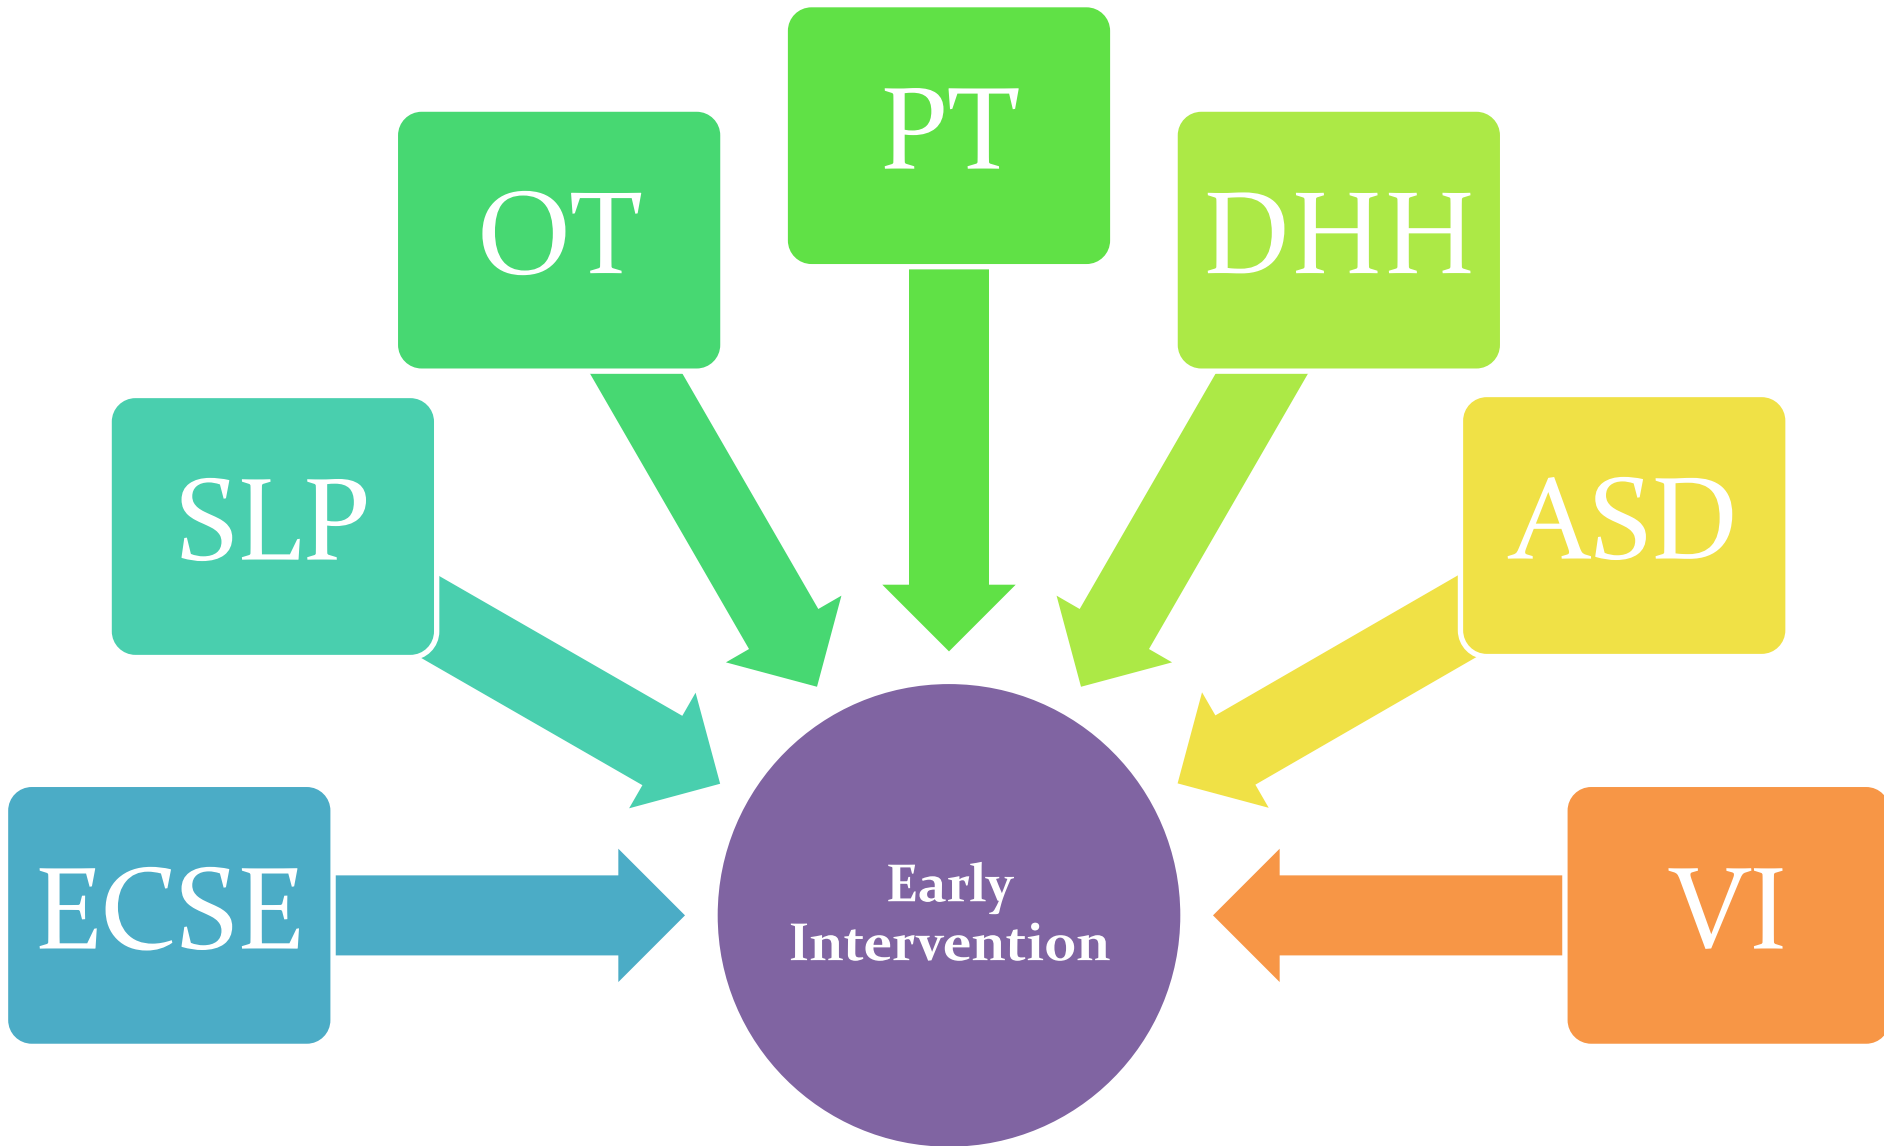 PT
OT
DHH
SLP
ASD
ECSE
VI
Early
Intervention